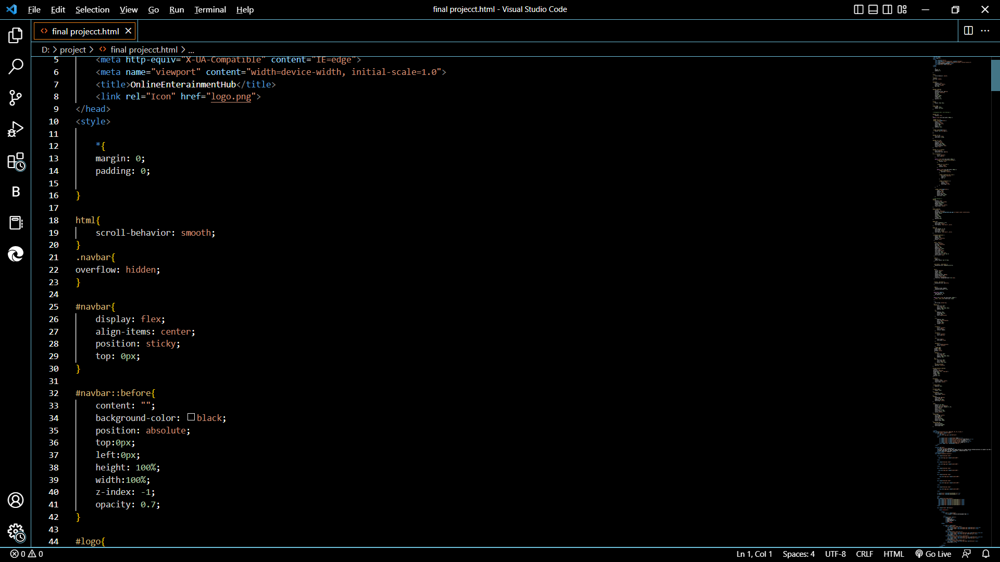 File Edit Selection View Go Run Terminal Help
final projecct.html - Visual Studio Code
final projecct.html
D: > project > final projecct.html > ...
5 <meta http-equiv="X-UA-Compatible" content="IE=edge">
6 <meta name="viewport" content="width=device-width, initial-scale=1.0">
7 <title>OnlineEnterainmentHub</title>
8 <link rel="Icon" href="logo.png">
9 </head>
10 <style>
11
12 *{
13 margin: 0;
14 padding: 0;
15
16 }
17
18 html{
19 scroll-behavior: smooth;
20 }
21 .navbar{
22 overflow: hidden;
23 }
24
25 #navbar{
26 display: flex;
27 align-items: center;
28 position: sticky;
29 top: 0px;
30 }
31
32 #navbar::before{
33 content: "";
34 background-color: black;
35 position: absolute;
36 top:0px;
37 left:0px;
38 height: 100%;
39 width:100%;
40 z-index: -1;
41 opacity: 0.7;
42 }
43
44 #logo{
B
0 0
Ln 1, Col 1 Spaces: 4 UTF-8 CRLF HTML Go Live